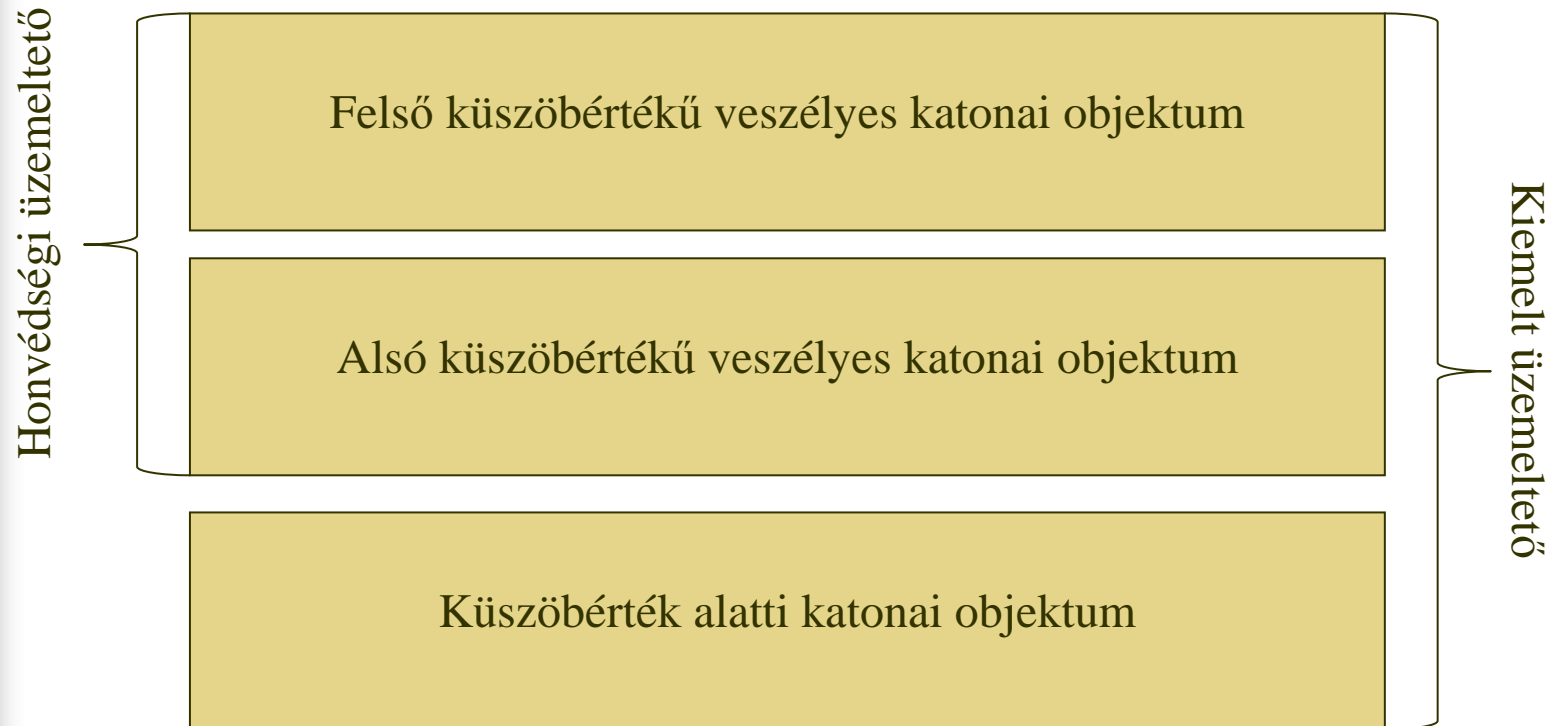 Honvédségi üzemeltető
Felső küszöbértékű veszélyes katonai objektum
Alsó küszöbértékű veszélyes katonai objektum
Küszöbérték alatti katonai objektum
Kiemelt üzemeltető